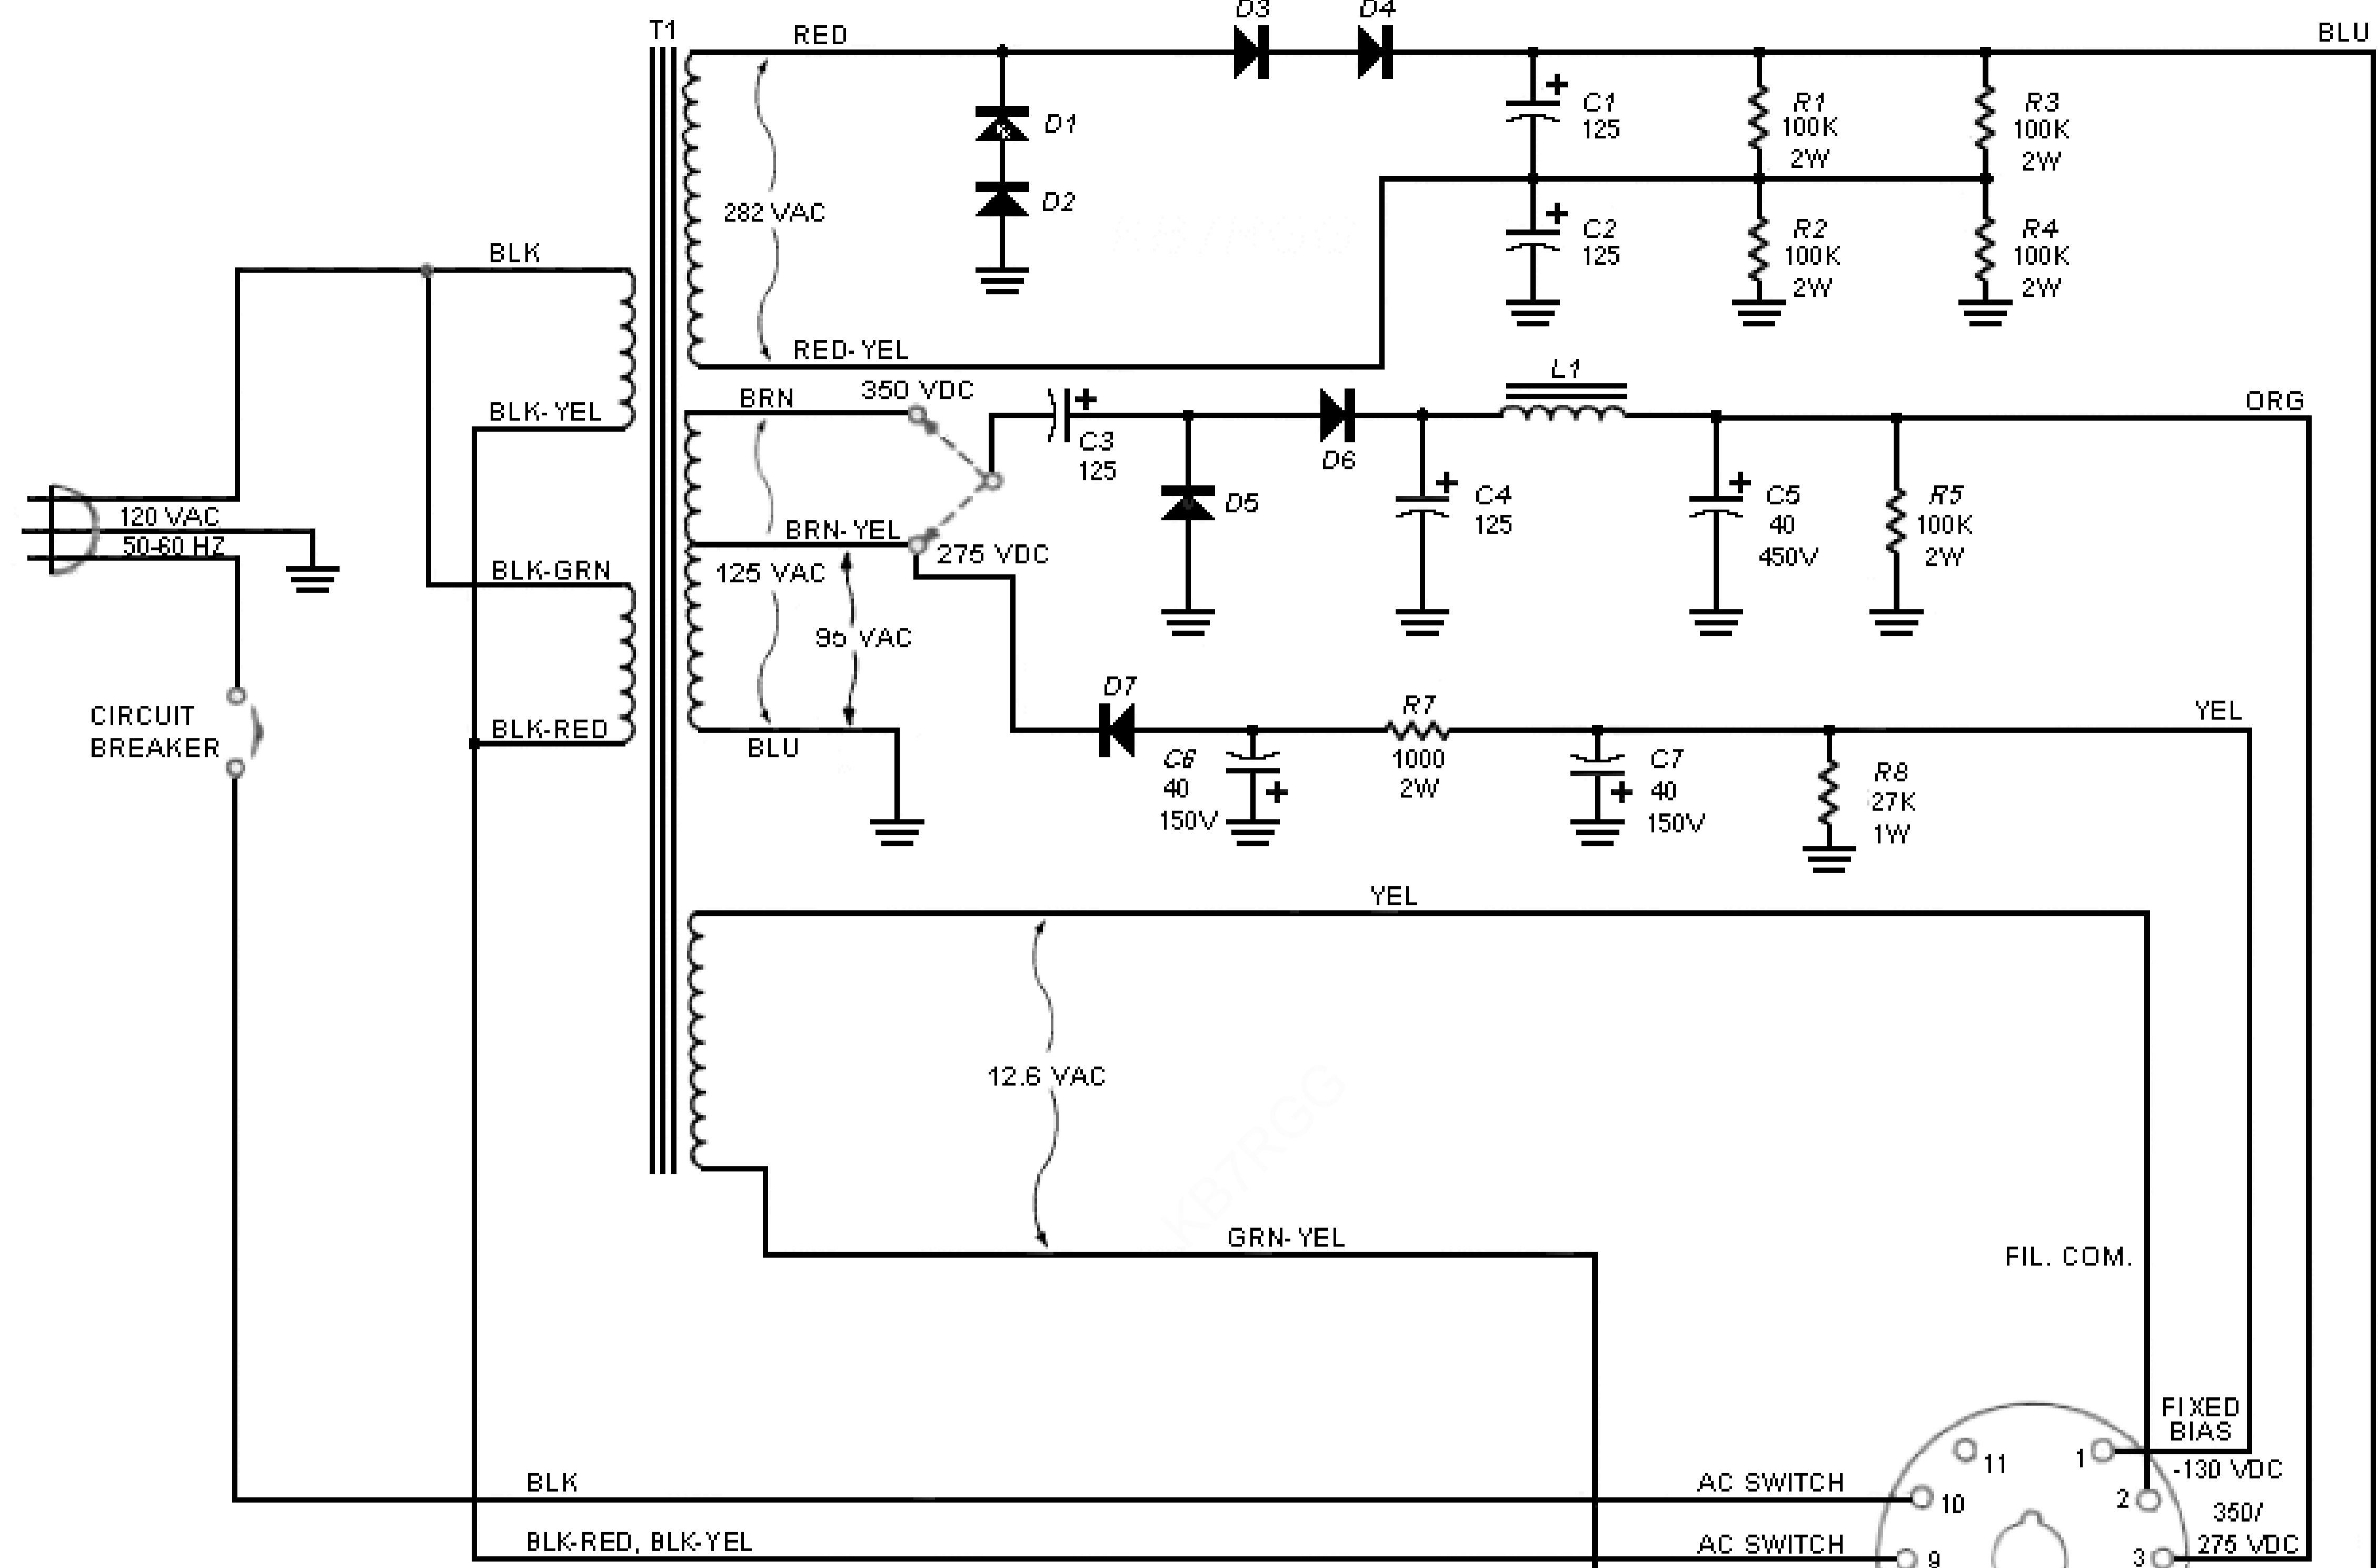 T1
RED
D3
D4
BLU
D1
D2
282 VAC
C1
125
R1
100K
2W
R3
100K
2W
C2
125
R2
100K
2W
R4
100K
2W
RED-YEL
BLK
BLK-YEL
120 VAC
50-60 HZ
BLK-GRN
BLK-RED
CIRCUIT
BREAKER
BRN
350 VDC
BRN-YEL
275 VDC
125 VAC
95 VAC
BLU
C3
125
D5
D6
C4
125
L1
C5
40
450V
R5
100K
2W
ORG
D7
C6
40
150V
R7
1000
2W
C7
40
150V
R8
27K
1W
YEL
YEL
12.6 VAC
KB7RGG
GRN-YEL
FIL. COM.
FIXED
BIAS
-130 VDC
350/
275 VDC
11
1
10
2
9
3
BLK
AC SWITCH
BLK-RED, BLK-YEL
AC SWITCH